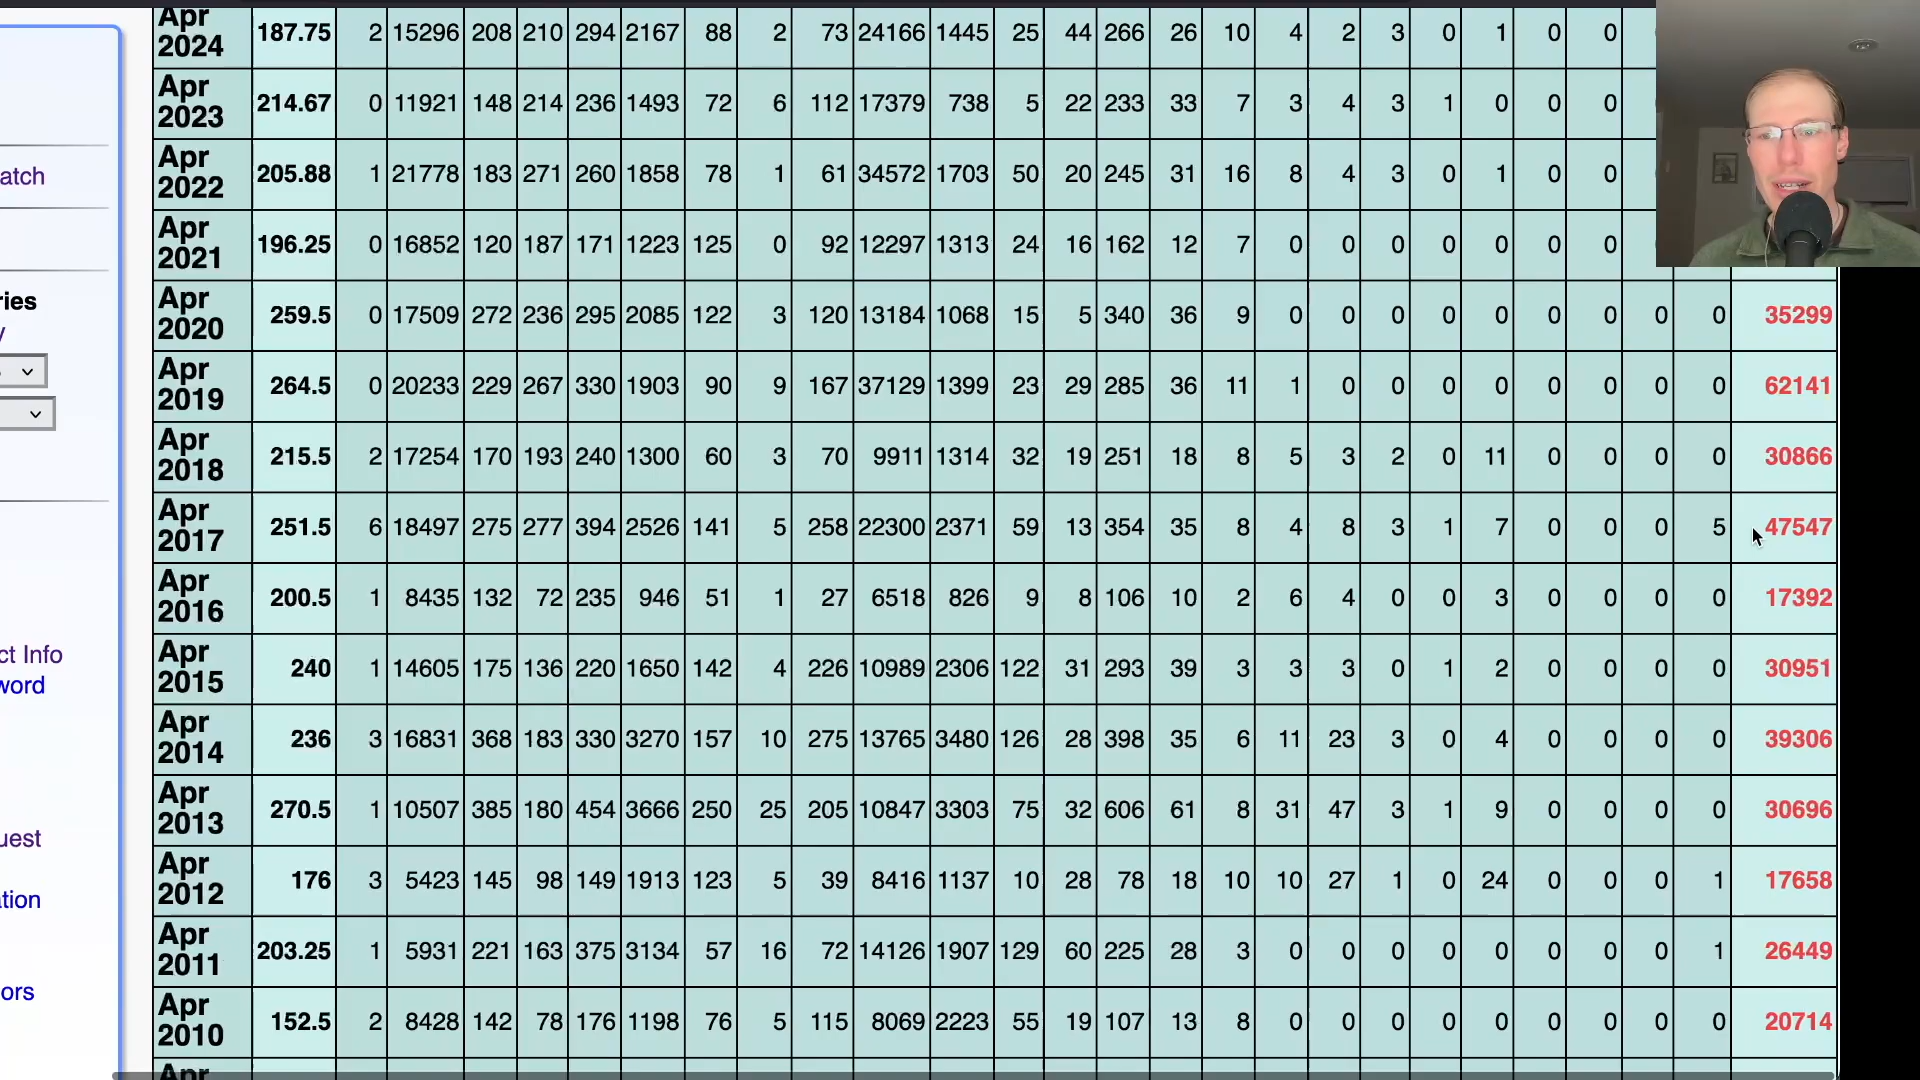 Apr 2024 187.75 2 15296 208 210 294 2167 88 2 73 24166 1445 25 44 266 26 10 4 2 3 0 1 0 0
Apr 2023 214.67 0 11921 148 214 236 1493 72 6 112 17379 738 5 22 233 33 7 3 4 3 1 0 0 0
Apr 2022 205.88 1 21778 183 271 260 1858 78 1 61 34572 1703 50 20 245 31 16 8 4 3 0 1 0 0
Apr 2021 196.25 0 16852 120 187 171 1223 125 0 92 12297 1313 24 16 162 12 7 0 0 0 0 0 0 0
Apr 2020 259.5 0 17509 272 236 295 2085 122 3 120 13184 1068 15 5 340 36 9 0 0 0 0 0 0 0 0 0 35299
Apr 2019 264.5 0 20233 229 267 330 1903 90 9 167 37129 1399 23 29 285 36 11 1 0 0 0 0 0 0 0 0 62141
Apr 2018 215.5 2 17254 170 193 240 1300 60 3 70 9911 1314 32 19 251 18 8 5 3 2 0 11 0 0 0 0 30866
Apr 2017 251.5 6 18497 275 277 394 2526 141 5 258 22300 2371 59 13 354 35 8 4 8 3 1 7 0 0 0 5 47547
Apr 2016 200.5 1 8435 132 72 235 946 51 1 27 6518 826 9 8 106 10 2 6 4 0 0 3 0 0 0 0 17392
Apr 2015 240 1 14605 175 136 220 1650 142 4 226 10989 2306 122 31 293 39 3 3 3 0 1 2 0 0 0 0 30951
Apr 2014 236 3 16831 368 183 330 3270 157 10 275 13765 3480 126 28 398 35 6 11 23 3 0 4 0 0 0 0 39306
Apr 2013 270.5 1 10507 385 180 454 3666 250 25 205 10847 3303 75 32 606 61 8 31 47 3 1 9 0 0 0 0 30696
Apr 2012 176 3 5423 145 98 149 1913 123 5 39 8416 1137 10 28 78 18 10 10 27 1 0 24 0 0 0 1 17658
Apr 2011 203.25 1 5931 221 163 375 3134 57 16 72 14126 1907 129 60 225 28 3 0 0 0 0 0 0 0 0 1 26449
Apr 2010 152.5 2 8428 142 78 176 1198 76 5 115 8069 2223 55 19 107 13 8 0 0 0 0 0 0 0 0 0 20714
Apr
atch
ries
y
ct Info
word
uest
ation
ors